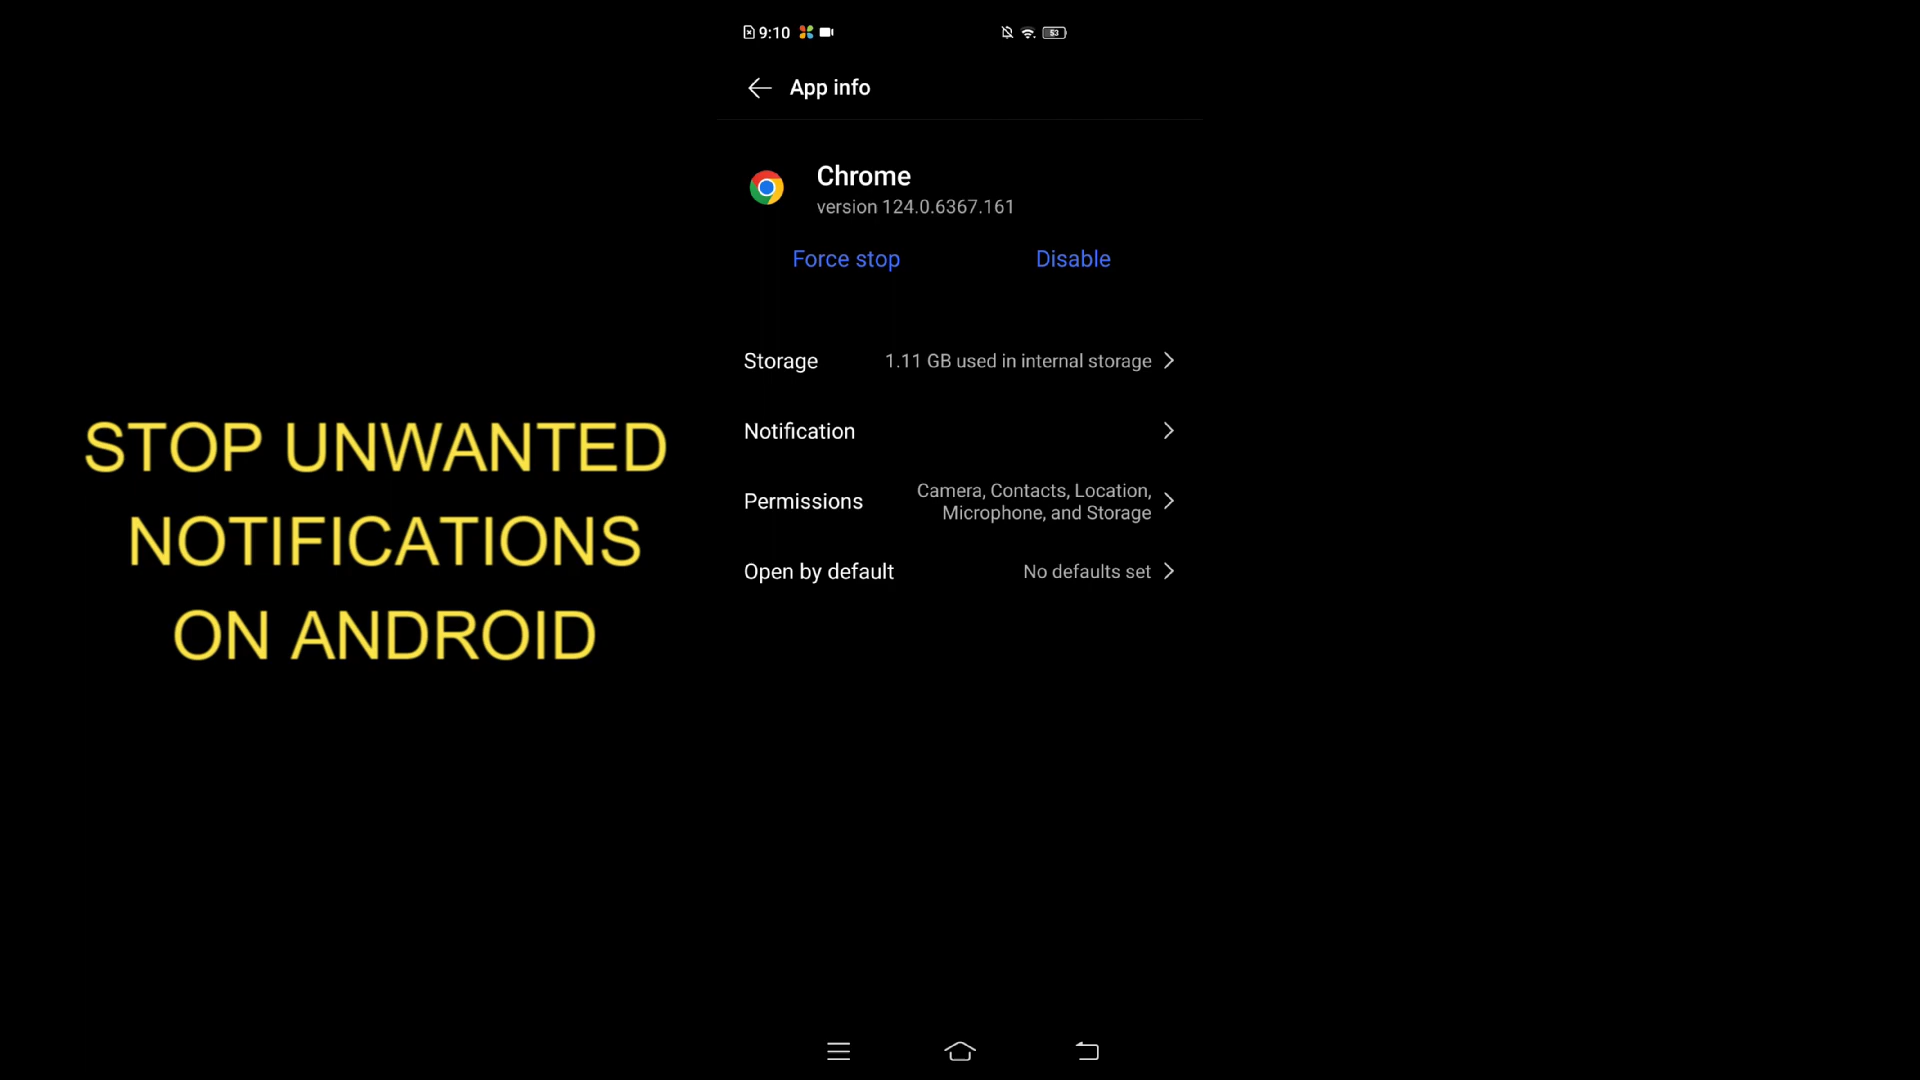 9:10
53
App info
Chrome
version 124.0.6367.161
Force stop
Disable
Storage
1.11 GB used in internal storage
Notification
Permissions
Camera, Contacts, Location,
Microphone, and Storage
Open by default
No defaults set
STOP UNWANTED
NOTIFICATIONS
ON ANDROID